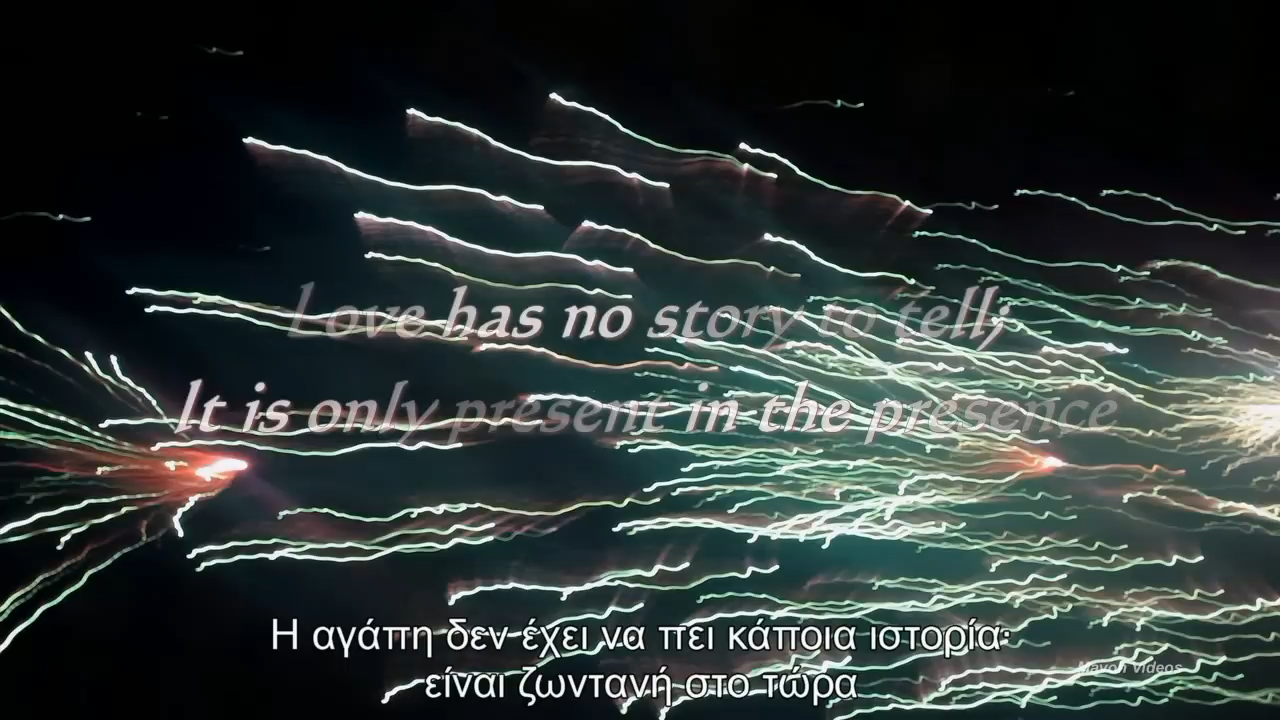 Love has no story to tell;
It is only present in the presence
Η αγάπη δεν έχει να πει κάποια ιστορία·
είναι ζωντανή στο τώρα
Mavon Videos